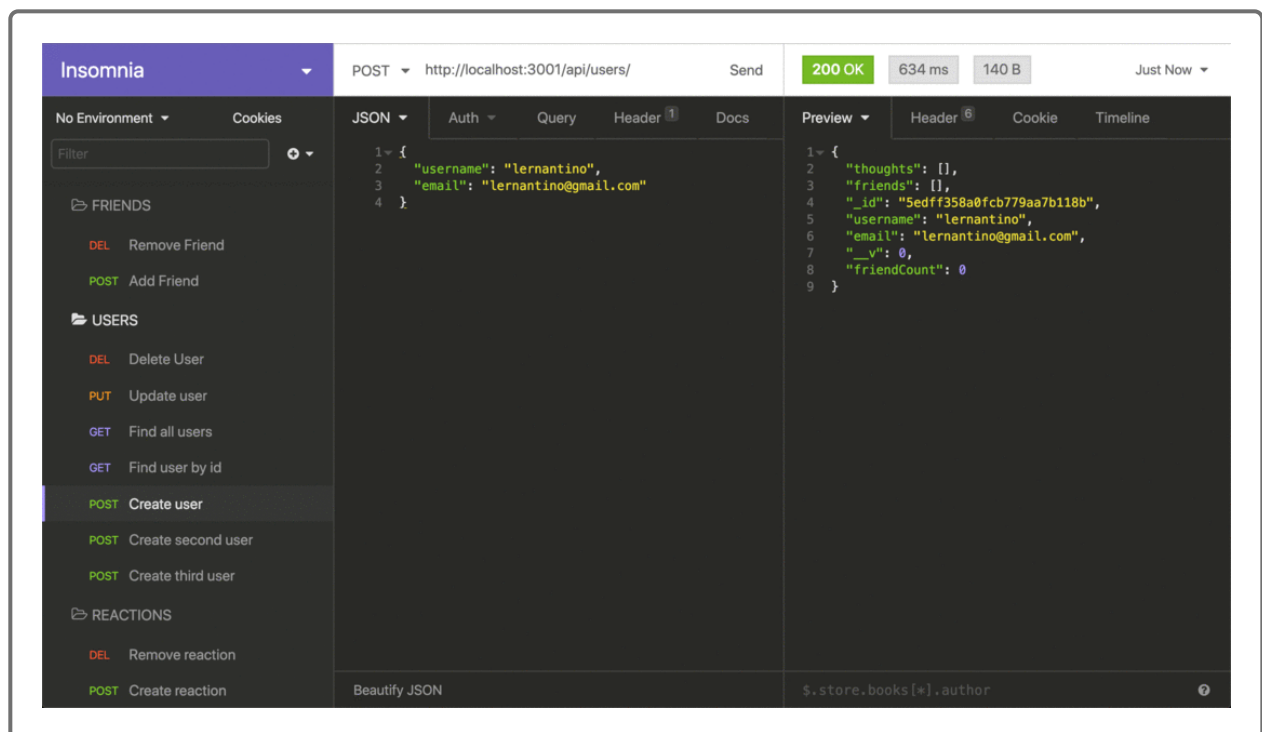 Insomnia
No Environment
Cookies
Filter
FRIENDS
DEL Remove Friend
POST Add Friend
USERS
DEL Delete User
PUT Update user
GET Find all users
GET Find user by id
POST Create user
POST Create second user
POST Create third user
REACTIONS
DEL Remove reaction
POST Create reaction
POST http://localhost:3001/api/users/ Send
JSON Auth Query Header 1 Docs
1 {
2 "username": "lernantino",
3 "email": "lernantino@gmail.com"
4 }
Beautify JSON
200 OK 634 ms 140 B Just Now
Preview Header 6 Cookie Timeline
1 {
2 "thoughts": [],
3 "friends": [],
4 "_id": "5edff358a0fcb779aa7b118b",
5 "username": "lernantino",
6 "email": "lernantino@gmail.com",
7 "__v": 0,
8 "friendCount": 0
9 }
$.store.books[*].author